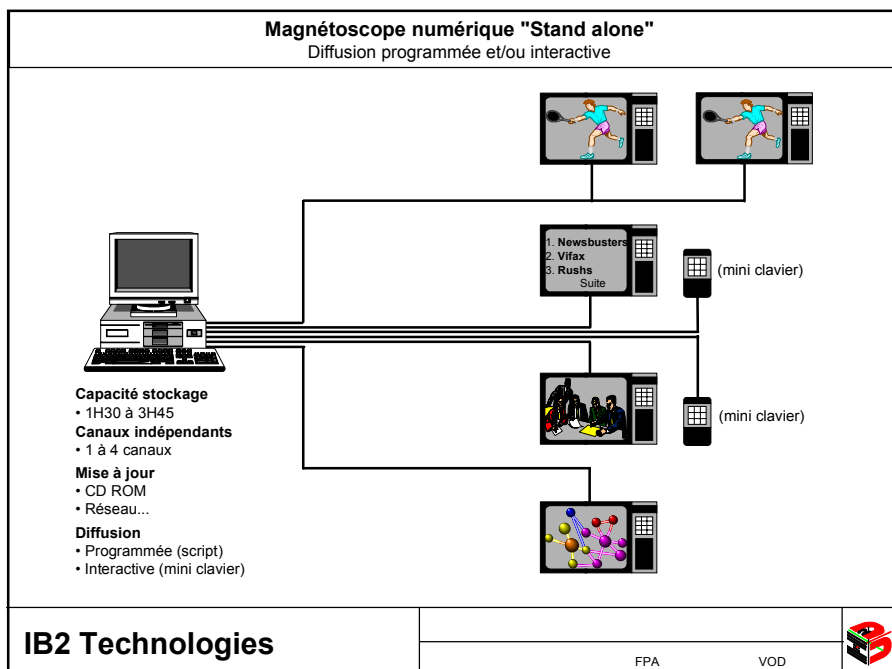 Magnétoscope numérique "Stand alone"
Diffusion programmée et/ou interactive
1. Newsbusters
2. Vifax
3. Rushs
Suite
(mini clavier)
(mini clavier)
Capacité stockage
• 1H30 à 3H45
Canaux indépendants
• 1 à 4 canaux
Mise à jour
• CD ROM
• Réseau...
Diffusion
• Programmée (script)
• Interactive (mini clavier)
IB2 Technologies
FPA VOD